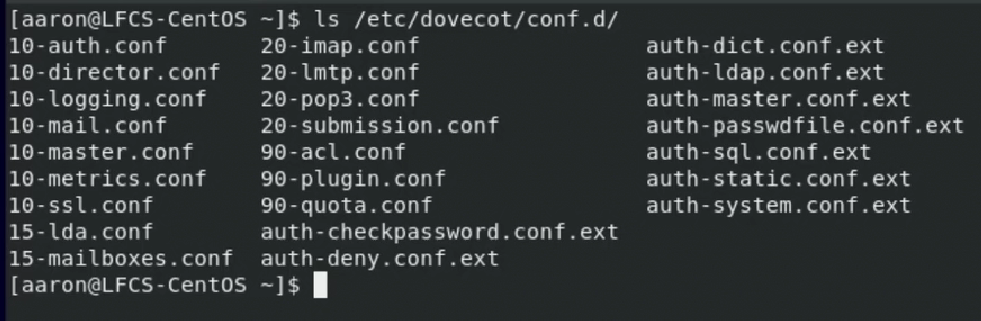 [aaron@LFCS-CentOS ~]$ ls /etc/dovecot/conf.d/
10-auth.conf 20-imap.conf auth-dict.conf.ext
10-director.conf 20-lmtp.conf auth-ldap.conf.ext
10-logging.conf 20-pop3.conf auth-master.conf.ext
10-mail.conf 20-submission.conf auth-passwdfile.conf.ext
10-master.conf 90-acl.conf auth-sql.conf.ext
10-metrics.conf 90-plugin.conf auth-static.conf.ext
10-ssl.conf 90-quota.conf auth-system.conf.ext
15-lda.conf auth-checkpassword.conf.ext
15-mailboxes.conf auth-deny.conf.ext
[aaron@LFCS-CentOS ~]$